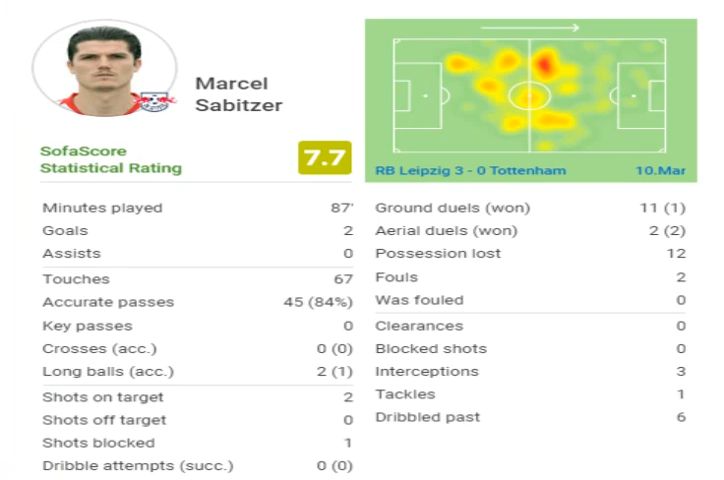 Marcel
Sabitzer
SofaScore
Statistical Rating
7.7
RB Leipzig 3 - 0 Tottenham 10.Mar
Minutes played 87'
Goals 2
Assists 0
Touches 67
Accurate passes 45 (84%)
Key passes 0
Crosses (acc.) 0 (0)
Long balls (acc.) 2 (1)
Shots on target 2
Shots off target 0
Shots blocked 1
Dribble attempts (succ.) 0 (0)
Ground duels (won) 11 (1)
Aerial duels (won) 2 (2)
Possession lost 12
Fouls 2
Was fouled 0
Clearances 0
Blocked shots 0
Interceptions 3
Tackles 1
Dribbled past 6